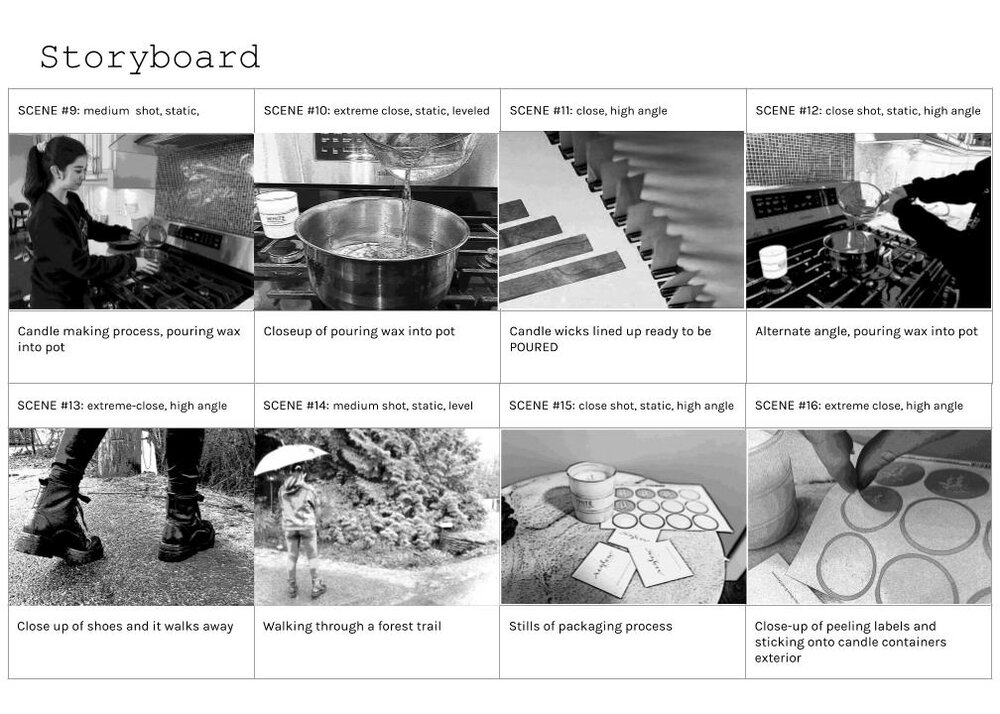 Storyboard
SCENE #9: medium  shot, static,
SCENE #10: extreme close, static, leveled
SCENE #11: close, high angle
SCENE #12: close shot, static, high angle
WHITE
Candle making process, pouring wax
into pot
Closeup of pouring wax into pot
Candle wicks lined up ready to be
POURED
Alternate angle, pouring wax into pot
SCENE #13: extreme-close, high angle
SCENE #14: medium shot, static, level
SCENE #15: close shot, static, high angle
SCENE #16: extreme close, high angle
WHITE
Close up of shoes and it walks away
Walking through a forest trail
Stills of packaging process
Close-up of peeling labels and
sticking onto candle containers
exterior